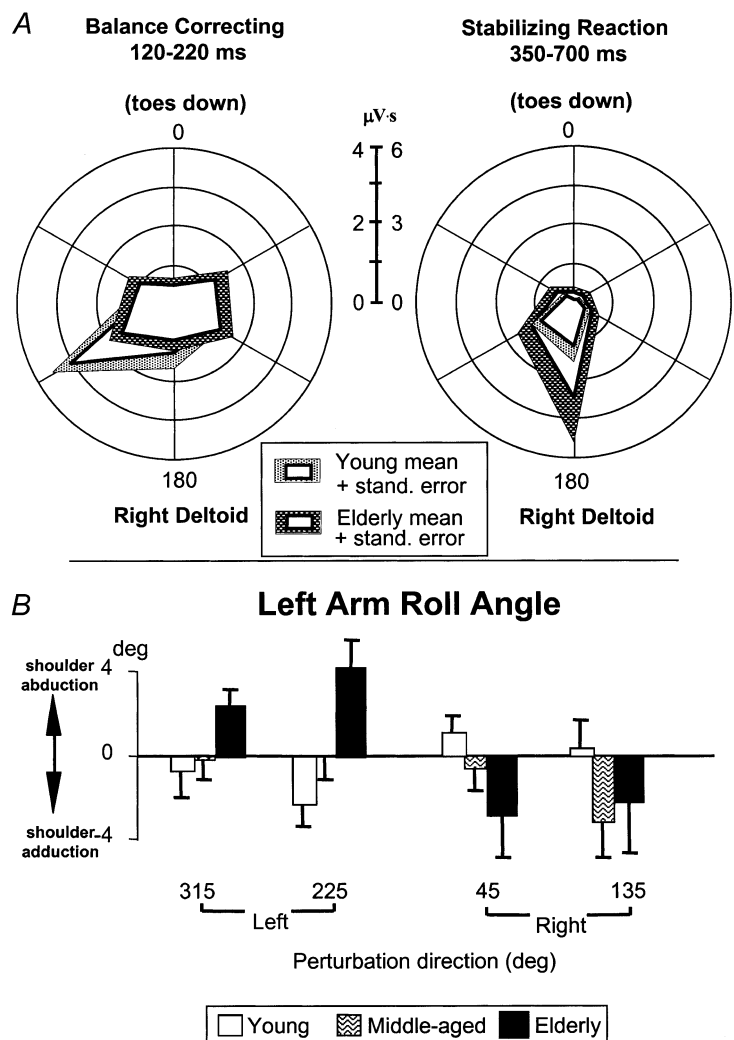 A
Balance Correcting
120-220 ms
(toes down)
0
180
Right Deltoid
µV·s
4 6
2 3
0 0
Stabilizing Reaction
350-700 ms
(toes down)
0
180
Right Deltoid
Young mean
+ stand. error
Elderly mean
+ stand. error
B
Left Arm Roll Angle
deg
shoulder
abduction
4
0
shoulder
adduction
-4
315 225 45 135
Left Right
Perturbation direction (deg)
Young Middle-aged Elderly